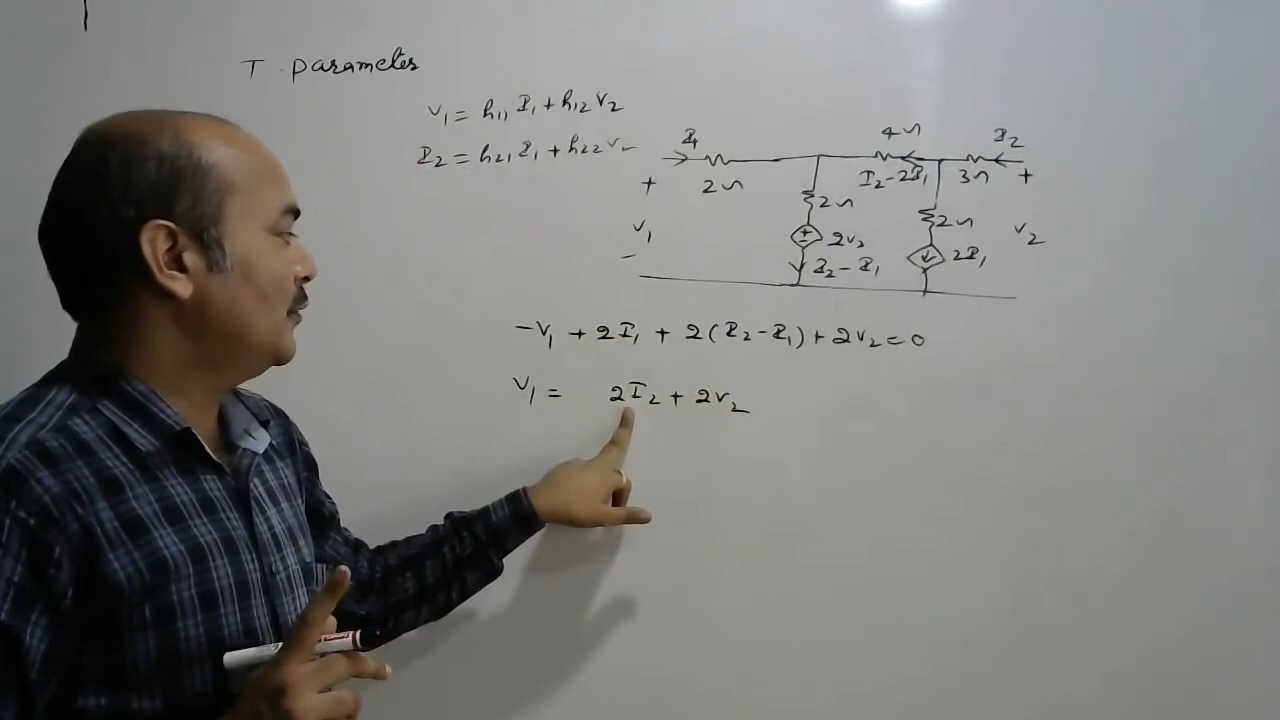 T parameter
V1 = h11 I1 + h12 V2
I2 = h21 I1 + h22 V2
I1
4Ω
I2
2Ω
I2-2I1
3Ω
+
+
2Ω
2Ω
V1
2V2
V2
-
I2-I1
2I1
-V1 + 2I1 + 2(I2-I1) + 2V2 = 0
V1 = 2I2 + 2V2